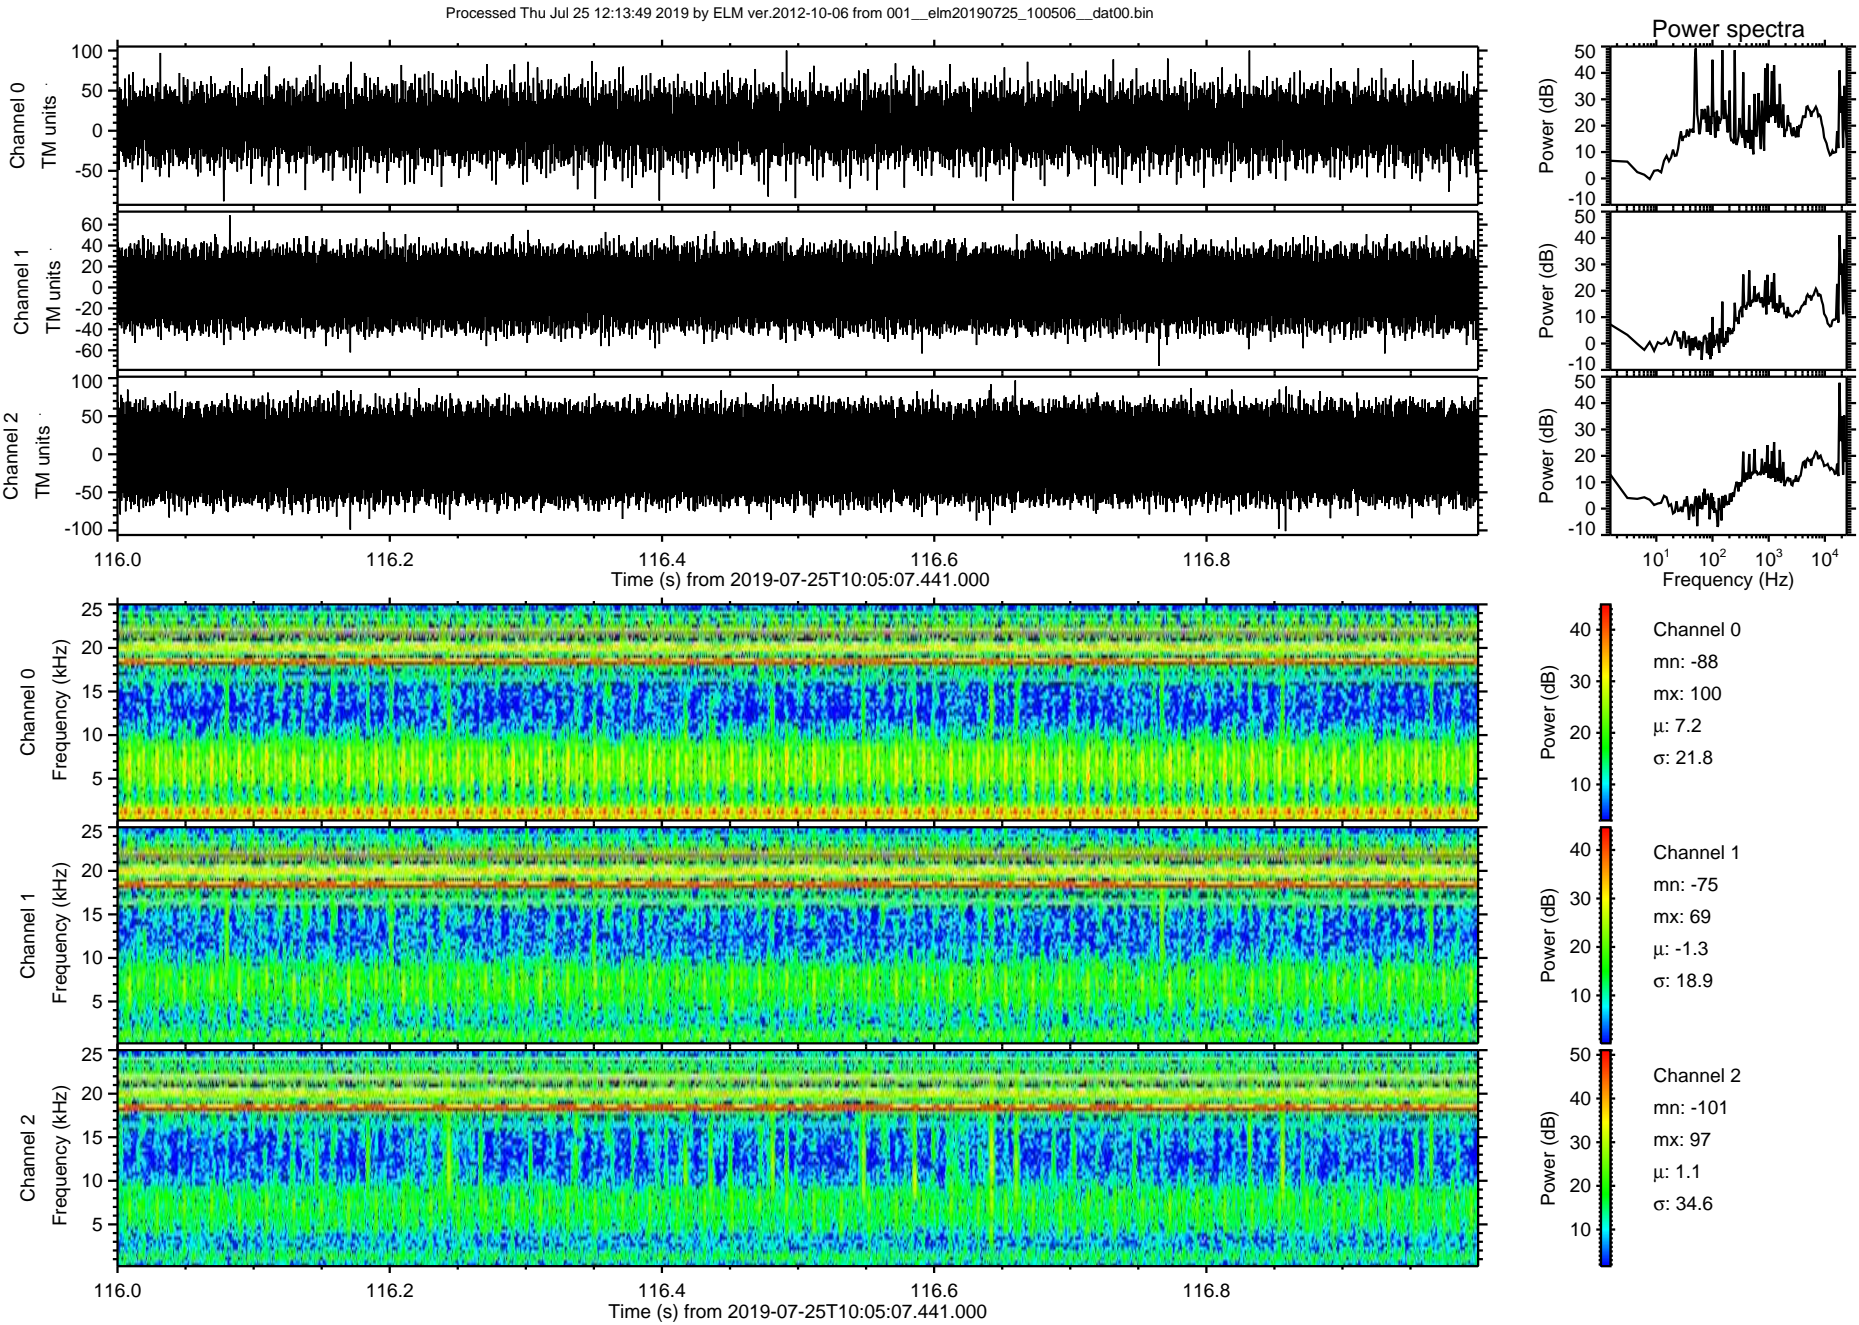 Processed Thu Jul 25 12:13:49 2019 by ELM ver.2012-10-06 from 001__elm20190725_100506__dat00.bin
Power spectra
Channel 0
TM units
100
50
0
-50
Power (dB)
50
40
30
20
10
0
-10
Channel 1
TM units
60
40
20
0
-20
-40
-60
Power (dB)
50
40
30
20
10
0
-10
Channel 2
TM units
100
50
0
-50
-100
Power (dB)
50
40
30
20
10
0
-10
116.0 116.2 116.4 116.6 116.8
Time (s) from 2019-07-25T10:05:07.441.000
10^1 10^2 10^3 10^4
Frequency (Hz)
Channel 0
Frequency (kHz)
25
20
15
10
5
Power (dB)
40
30
20
10
Channel 0
mn: -88
mx: 100
μ: 7.2
σ: 21.8
Channel 1
Frequency (kHz)
25
20
15
10
5
Power (dB)
40
30
20
10
Channel 1
mn: -75
mx: 69
μ: -1.3
σ: 18.9
Channel 2
Frequency (kHz)
25
20
15
10
5
Power (dB)
50
40
30
20
10
Channel 2
mn: -101
mx: 97
μ: 1.1
σ: 34.6
116.0 116.2 116.4 116.6 116.8
Time (s) from 2019-07-25T10:05:07.441.000